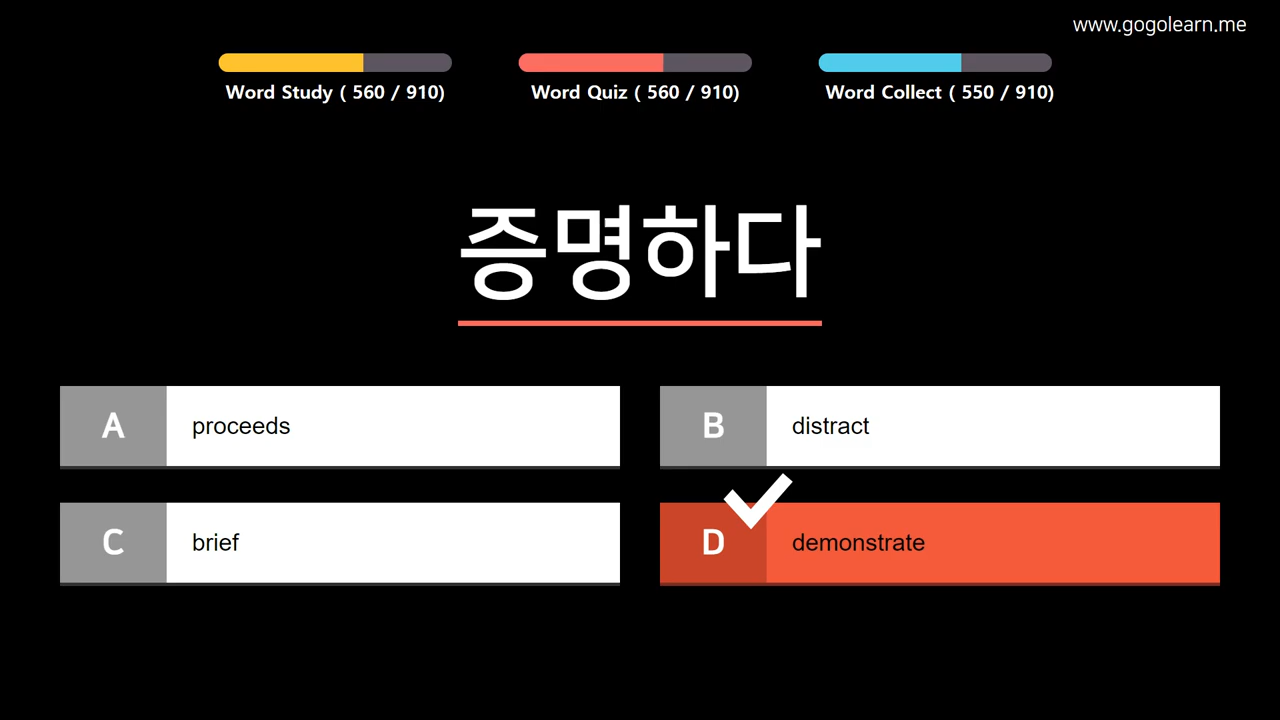 www.gogolearn.me
Word Study ( 560 / 910)
Word Quiz ( 560 / 910)
Word Collect ( 550 / 910)
증명하다
A proceeds
B distract
C brief
D demonstrate